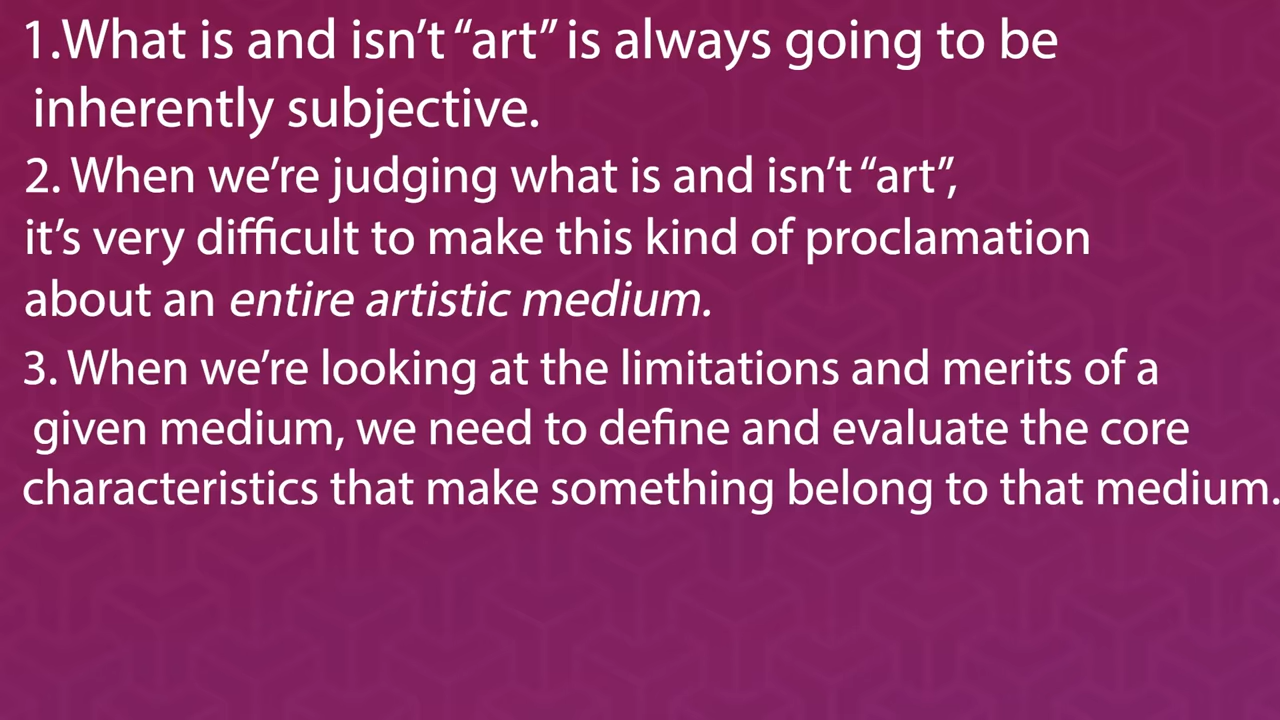 1.What is and isn’t “art” is always going to be
inherently subjective.
2. When we’re judging what is and isn’t “art”,
it’s very difficult to make this kind of proclamation
about an entire artistic medium.
3. When we’re looking at the limitations and merits of a
given medium, we need to define and evaluate the core
characteristics that make something belong to that medium.